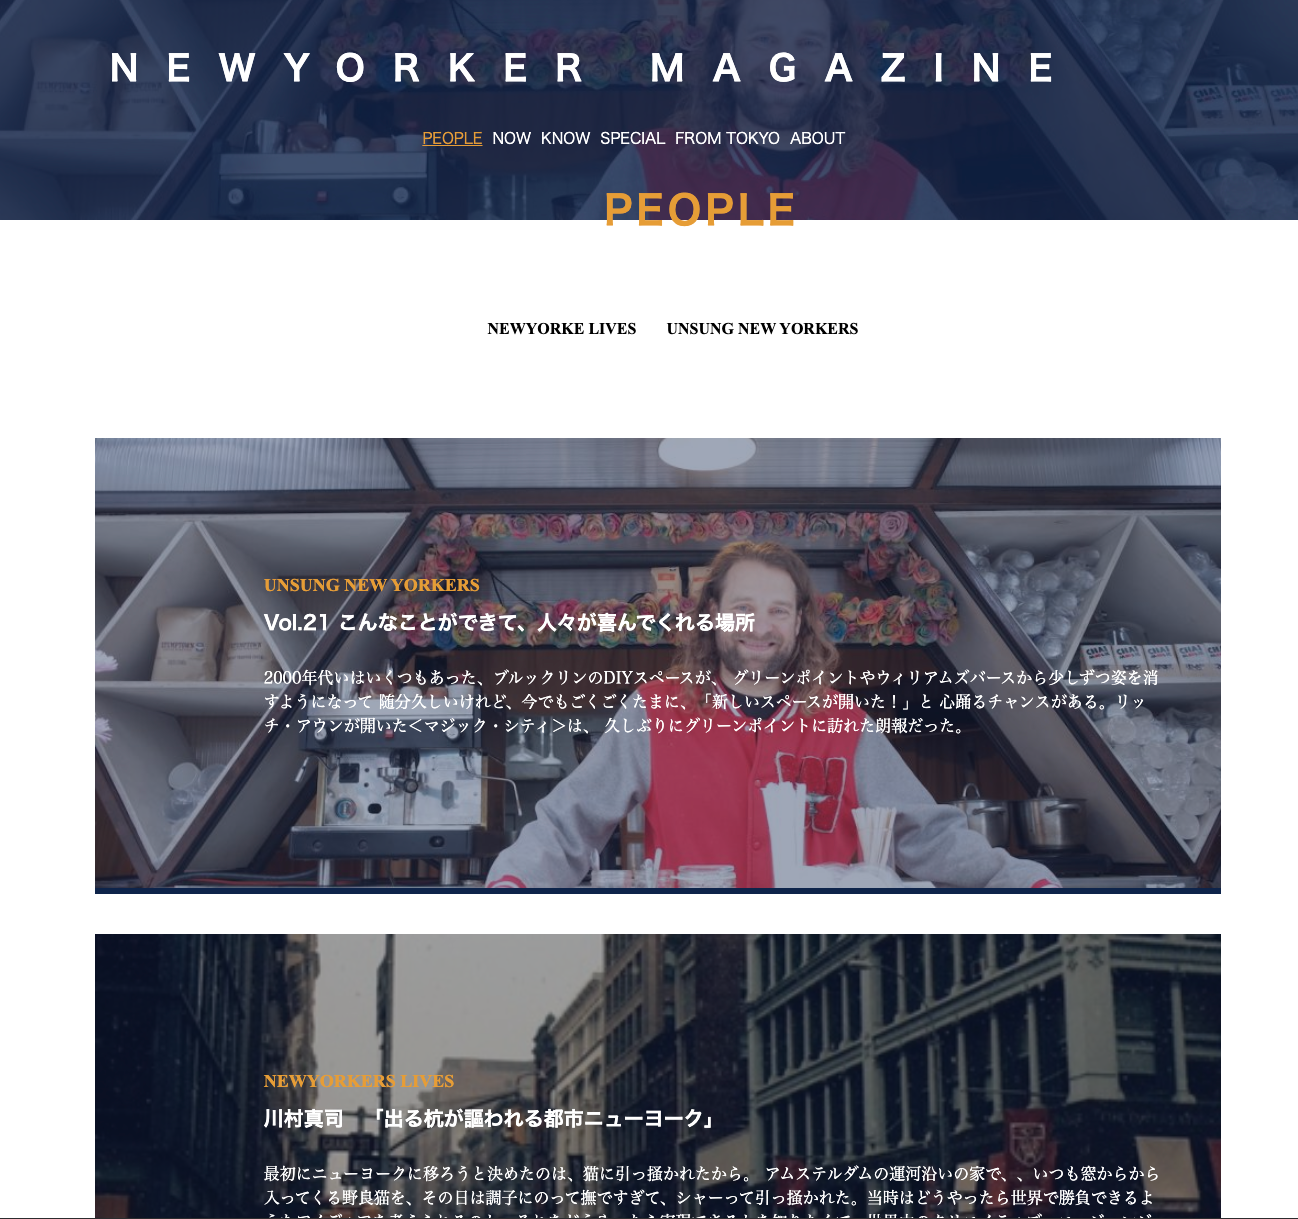 NEWYORKER MAGAZINE
PEOPLE NOW KNOW SPECIAL FROM TOKYO ABOUT
PEOPLE
NEWYORKE LIVES UNSUNG NEW YORKERS
UNSUNG NEW YORKERS
Vol.21 こんなことができて、人々が喜んでくれる場所
2000年代いはいくつもあった、ブルックリンのDIYスペースが、 グリーンポイントやウィリアムズバースから少しずつ姿を消
すようになって 随分久しいけれど、今でもごくごくたまに、「新しいスペースが開いた！」と 心踊るチャンスがある。リッ
チ・アウンが開いた＜マジック・シティ＞は、 久しぶりにグリーンポイントに訪れた朗報だった。
NEWYORKERS LIVES
川村真司　「出る杭が謳われる都市ニューヨーク」
最初にニューヨークに移ろうと決めたのは、猫に引っ掻かれたから。 アムステルダムの運河沿いの家で、、いつも窓からから
入ってくる野良猫を、その日は調子にのって撫ですぎて、シャーって引っ掻かれた。当時はどうやったら世界で勝負できるよ